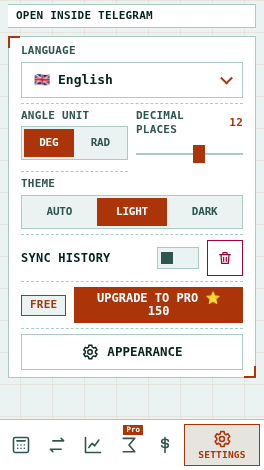 OPEN INSIDE TELEGRAM
LANGUAGE
English
ANGLE UNIT
DEG RAD
DECIMAL
PLACES
12
THEME
AUTO LIGHT DARK
SYNC HISTORY
FREE
UPGRADE TO PRO ⭐
150
APPEARANCE
Pro
SETTINGS